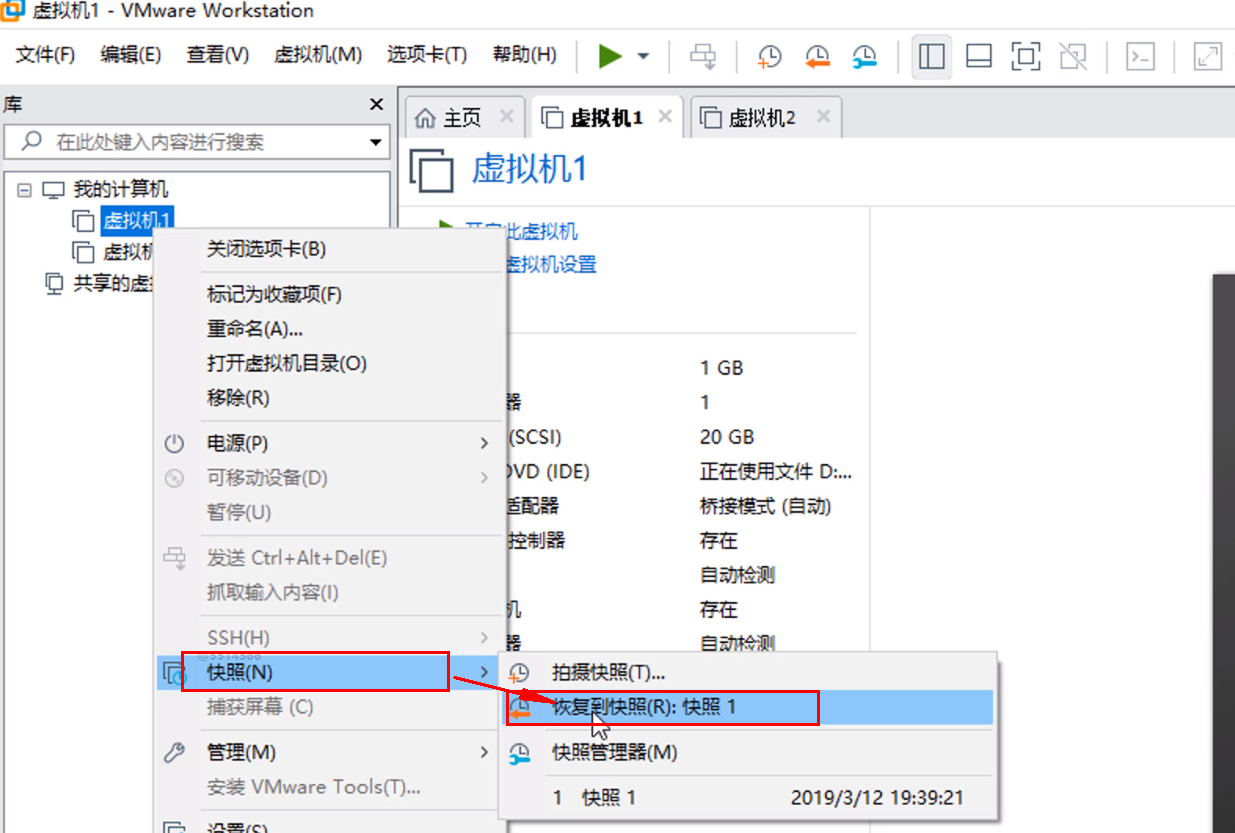 虚拟机1 - VMware Workstation
文件(F) 编辑(E) 查看(V) 虚拟机(M) 选项卡(T) 帮助(H)
库
主页 虚拟机1 虚拟机2
在此处键入内容进行搜索
虚拟机1
我的计算机
虚拟机1
此虚拟机
虚拟机
虚拟机设置
共享的虚
关闭选项卡(B)
标记为收藏项(F)
重命名(A)...
打开虚拟机目录(O)
移除(R)
电源(P)
可移动设备(D)
暂停(U)
发送 Ctrl+Alt+Del(E)
抓取输入内容(I)
SSH(H)
快照(N)
捕获屏幕 (C)
管理(M)
安装 VMware Tools(T)...
设置(S)
1 GB
器 1
(SCSI) 20 GB
DVD (IDE) 正在使用文件 D:...
适配器 桥接模式 (自动)
控制器 存在
自动检测
机 存在
器 自动检测
拍摄快照(T)...
恢复到快照(R): 快照 1
快照管理器(M)
1 快照 1 2019/3/12 19:39:21